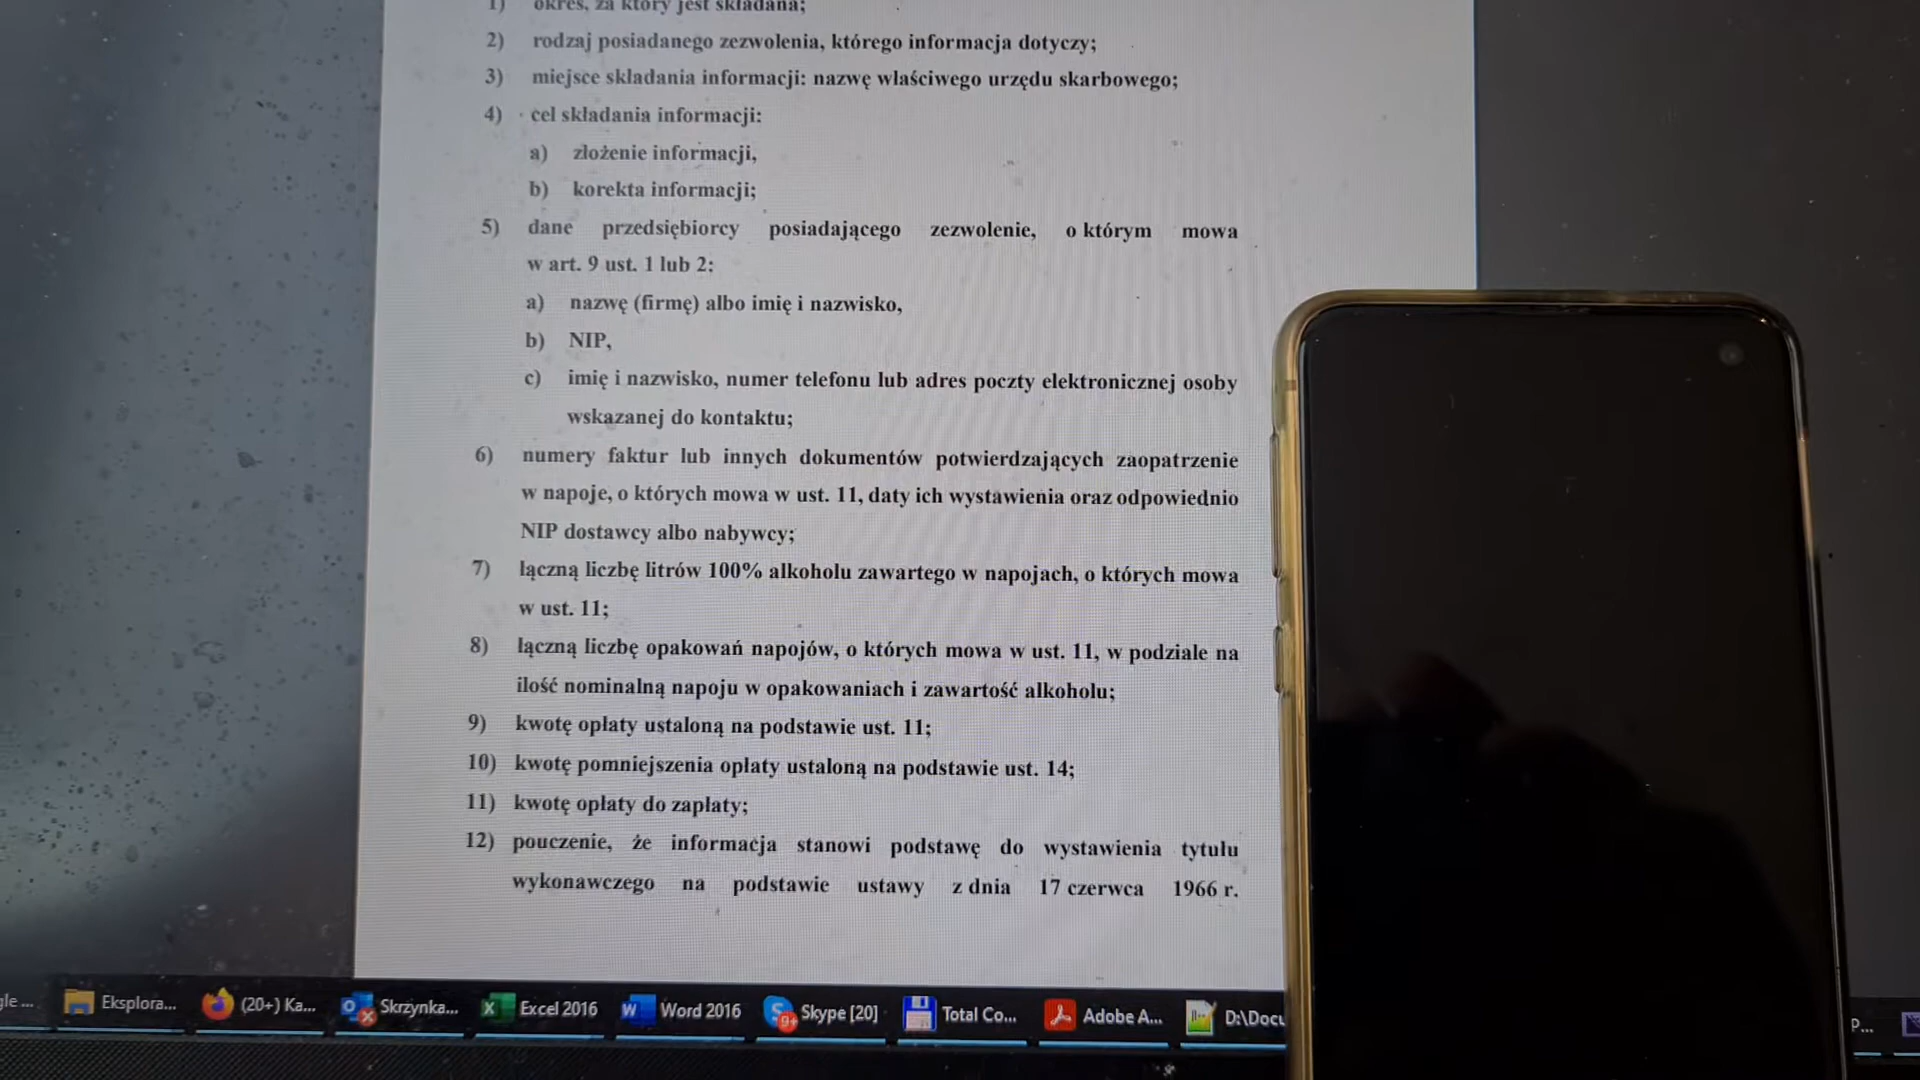 1) okres, za który jest składana;
2) rodzaj posiadanego zezwolenia, którego informacja dotyczy;
3) miejsce składania informacji: nazwę właściwego urzędu skarbowego;
4) cel składania informacji:
a) złożenie informacji,
b) korekta informacji;
5) dane przedsiębiorcy posiadającego zezwolenie, o którym mowa
w art. 9 ust. 1 lub 2:
a) nazwę (firmę) albo imię i nazwisko,
b) NIP,
c) imię i nazwisko, numer telefonu lub adres poczty elektronicznej osoby
wskazanej do kontaktu;
6) numery faktur lub innych dokumentów potwierdzających zaopatrzenie
w napoje, o których mowa w ust. 11, daty ich wystawienia oraz odpowiednio
NIP dostawcy albo nabywcy;
7) łączną liczbę litrów 100% alkoholu zawartego w napojach, o których mowa
w ust. 11;
8) łączną liczbę opakowań napojów, o których mowa w ust. 11, w podziale na
ilość nominalną napoju w opakowaniach i zawartość alkoholu;
9) kwotę opłaty ustaloną na podstawie ust. 11;
10) kwotę pomniejszenia opłaty ustaloną na podstawie ust. 14;
11) kwotę opłaty do zapłaty;
12) pouczenie, że informacja stanowi podstawę do wystawienia tytułu
wykonawczego na podstawie ustawy z dnia 17 czerwca 1966 r.
gle ... Eksplora... (20+) Ka... Skrzynka... Excel 2016 Word 2016 Skype [20] Total Co... Adobe A... D:\Docu P...